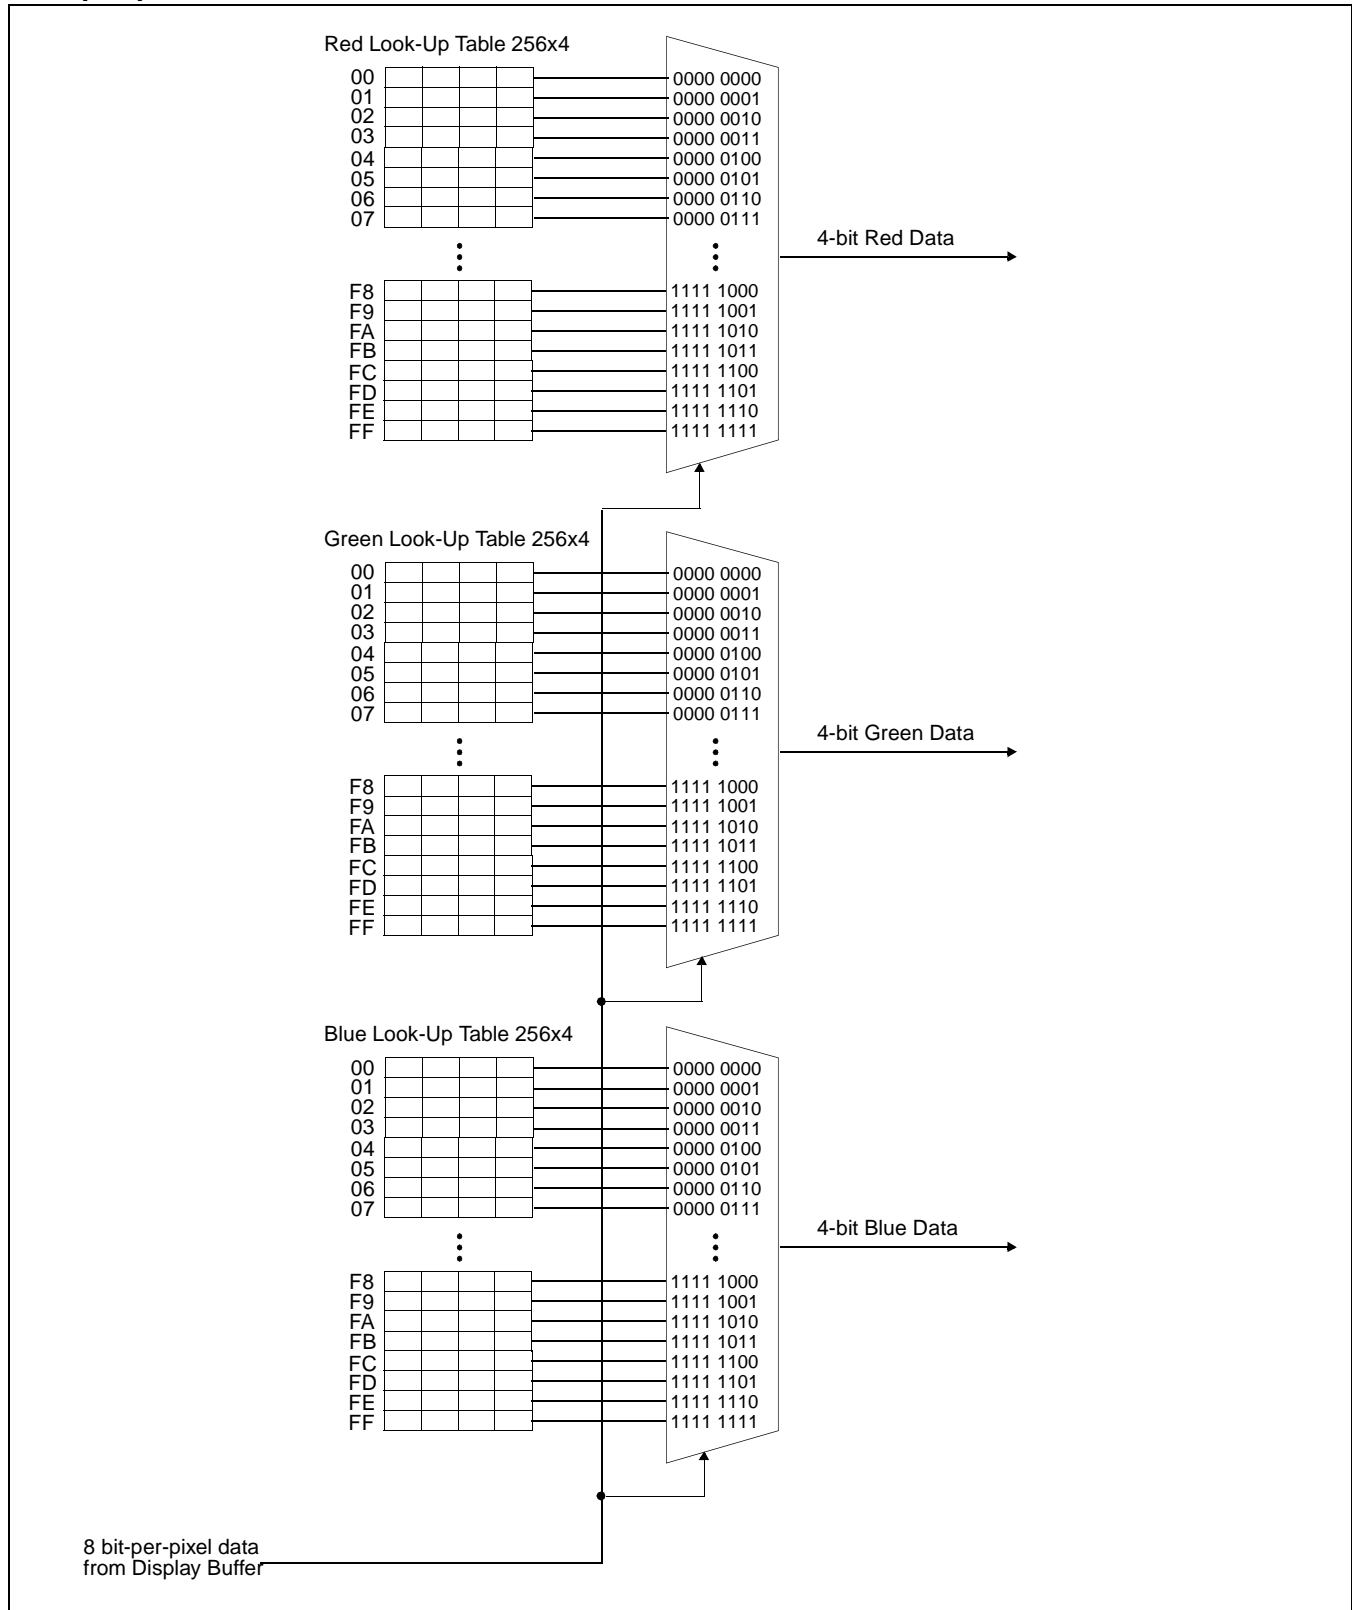 Red Look-Up Table 256x4
00 0000 0000
01 0000 0001
02 0000 0010
03 0000 0011
04 0000 0100
05 0000 0101
06 0000 0110
07 0000 0111
4-bit Red Data
F8 1111 1000
F9 1111 1001
FA 1111 1010
FB 1111 1011
FC 1111 1100
FD 1111 1101
FE 1111 1110
FF 1111 1111
Green Look-Up Table 256x4
00 0000 0000
01 0000 0001
02 0000 0010
03 0000 0011
04 0000 0100
05 0000 0101
06 0000 0110
07 0000 0111
4-bit Green Data
F8 1111 1000
F9 1111 1001
FA 1111 1010
FB 1111 1011
FC 1111 1100
FD 1111 1101
FE 1111 1110
FF 1111 1111
Blue Look-Up Table 256x4
00 0000 0000
01 0000 0001
02 0000 0010
03 0000 0011
04 0000 0100
05 0000 0101
06 0000 0110
07 0000 0111
4-bit Blue Data
F8 1111 1000
F9 1111 1001
FA 1111 1010
FB 1111 1011
FC 1111 1100
FD 1111 1101
FE 1111 1110
FF 1111 1111
8 bit-per-pixel data
from Display Buffer